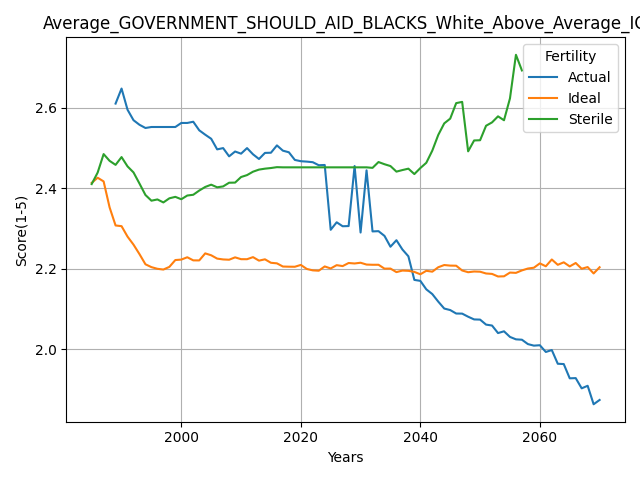 Average_GOVERNMENT_SHOULD_AID_BLACKS_White_Above_Average_IQ
Fertility
Actual
Ideal
Sterile
Score(1-5)
2.6
2.4
2.2
2.0
2000
2020
2040
2060
Years